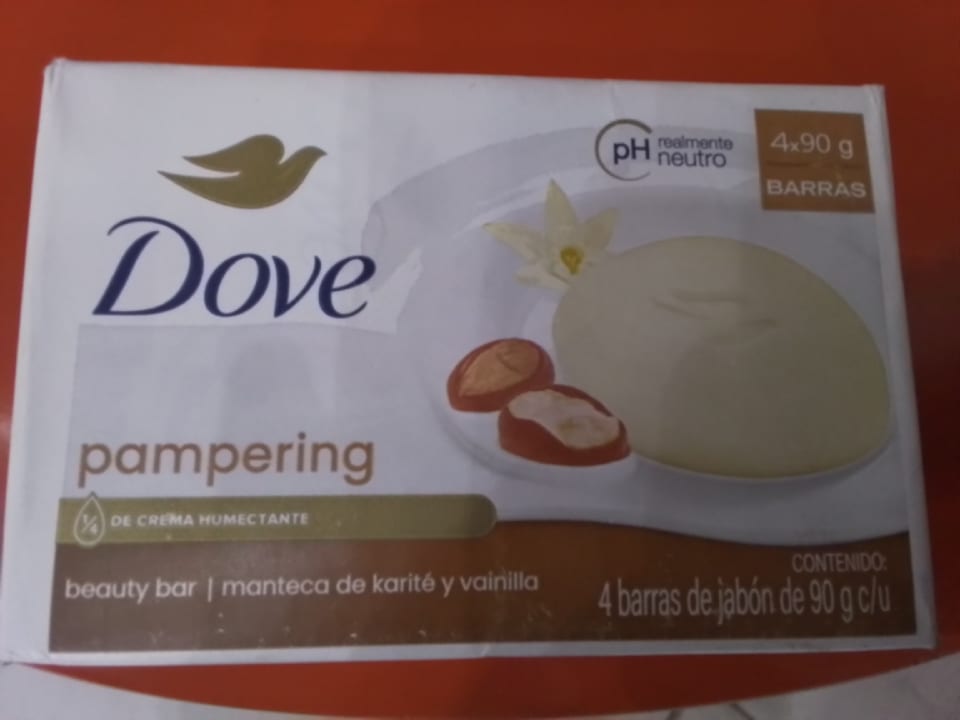 pH realmente
neutro
4x90 g
BARRAS
Dove
pampering
1/4 DE CREMA HUMECTANTE
beauty bar | manteca de karité y vainilla
CONTENIDO:
4 barras de jabón de 90 g c/u